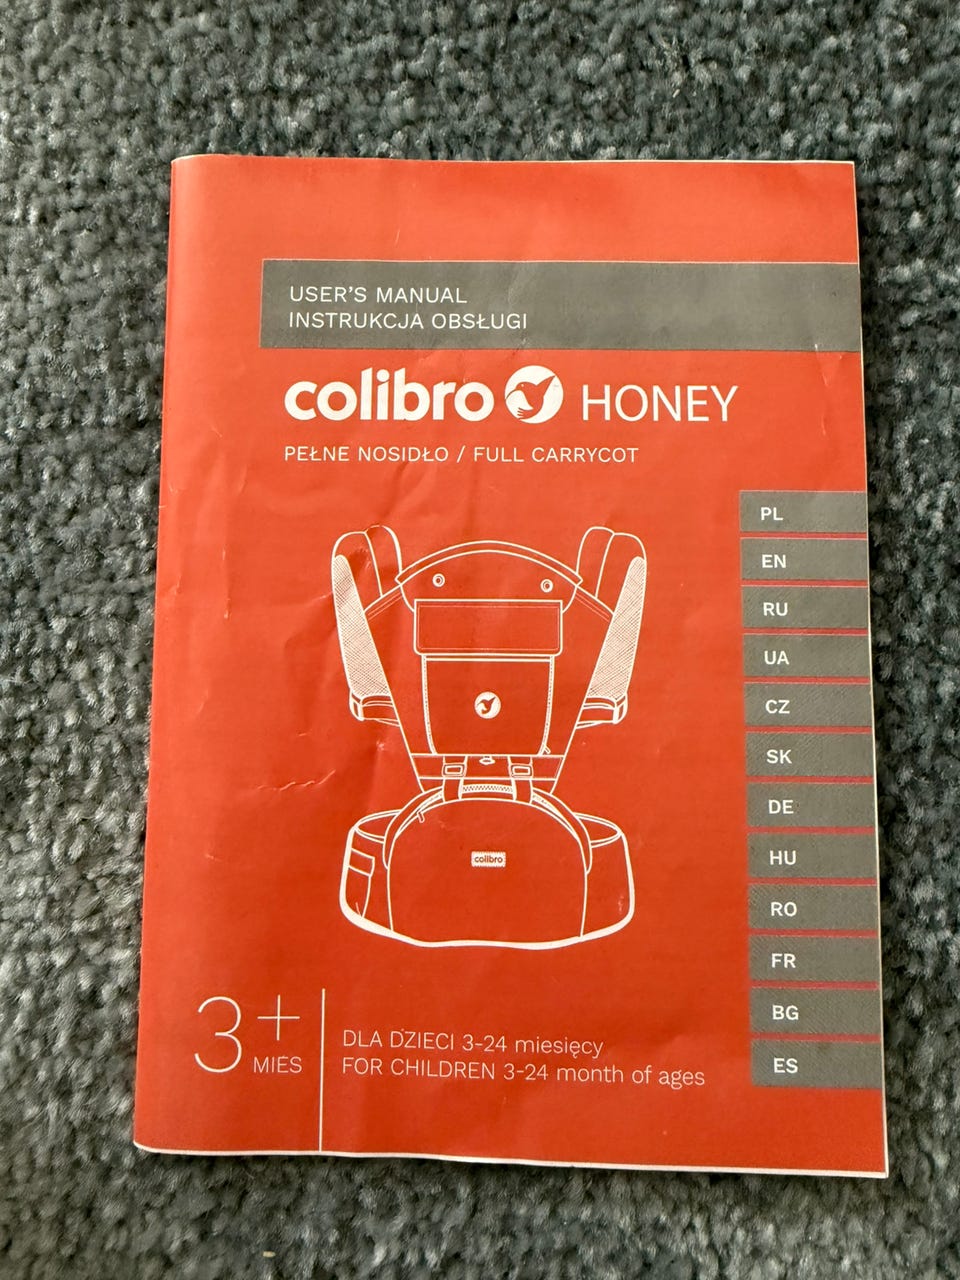 USER'S MANUAL
INSTRUKCJA OBSŁUGI
colibro HONEY
PEŁNE NOSIDŁO / FULL CARRYCOT
PL
EN
RU
UA
CZ
SK
DE
HU
RO
FR
BG
ES
colibro
3+
MIES
DLA DZIECI 3-24 miesięcy
FOR CHILDREN 3-24 month of ages